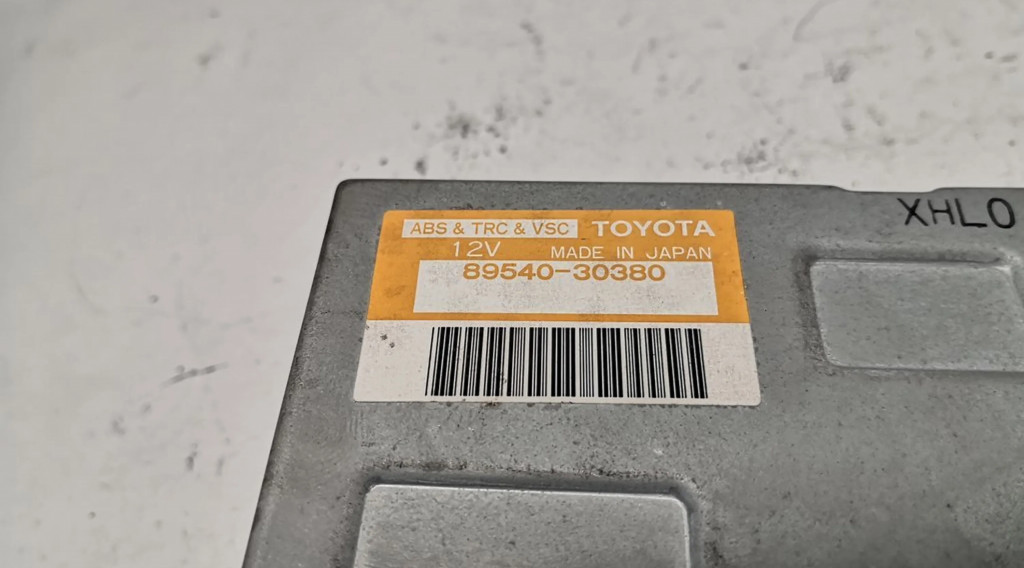 ABS & TRC & VSC TOYOTA
12V MADE IN JAPAN
89540-30380
XHLO